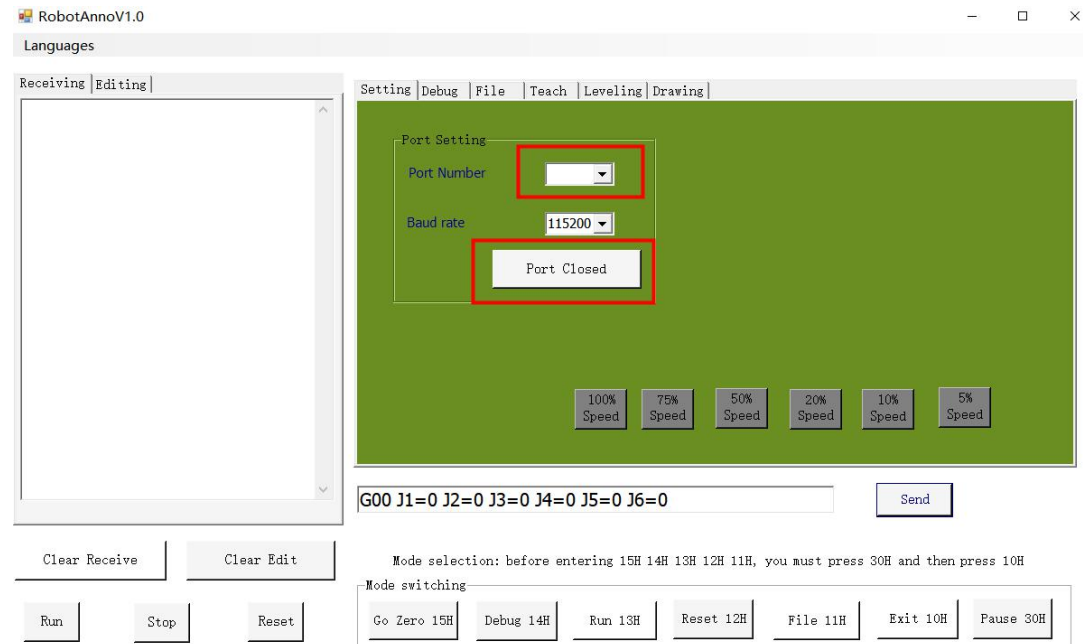 RobotAnnoV1.0
Languages
Receiving Editing
Setting Debug File Teach Leveling Drawing
Port Setting
Port Number
Baud rate 115200
Port Closed
100% Speed 75% Speed 50% Speed 20% Speed 10% Speed 5% Speed
G00 J1=0 J2=0 J3=0 J4=0 J5=0 J6=0 Send
Clear Receive Clear Edit
Mode selection: before entering 15H 14H 13H 12H 11H, you must press 30H and then press 10H
Mode switching
Run Stop Reset
Go Zero 15H Debug 14H Run 13H Reset 12H File 11H Exit 10H Pause 30H